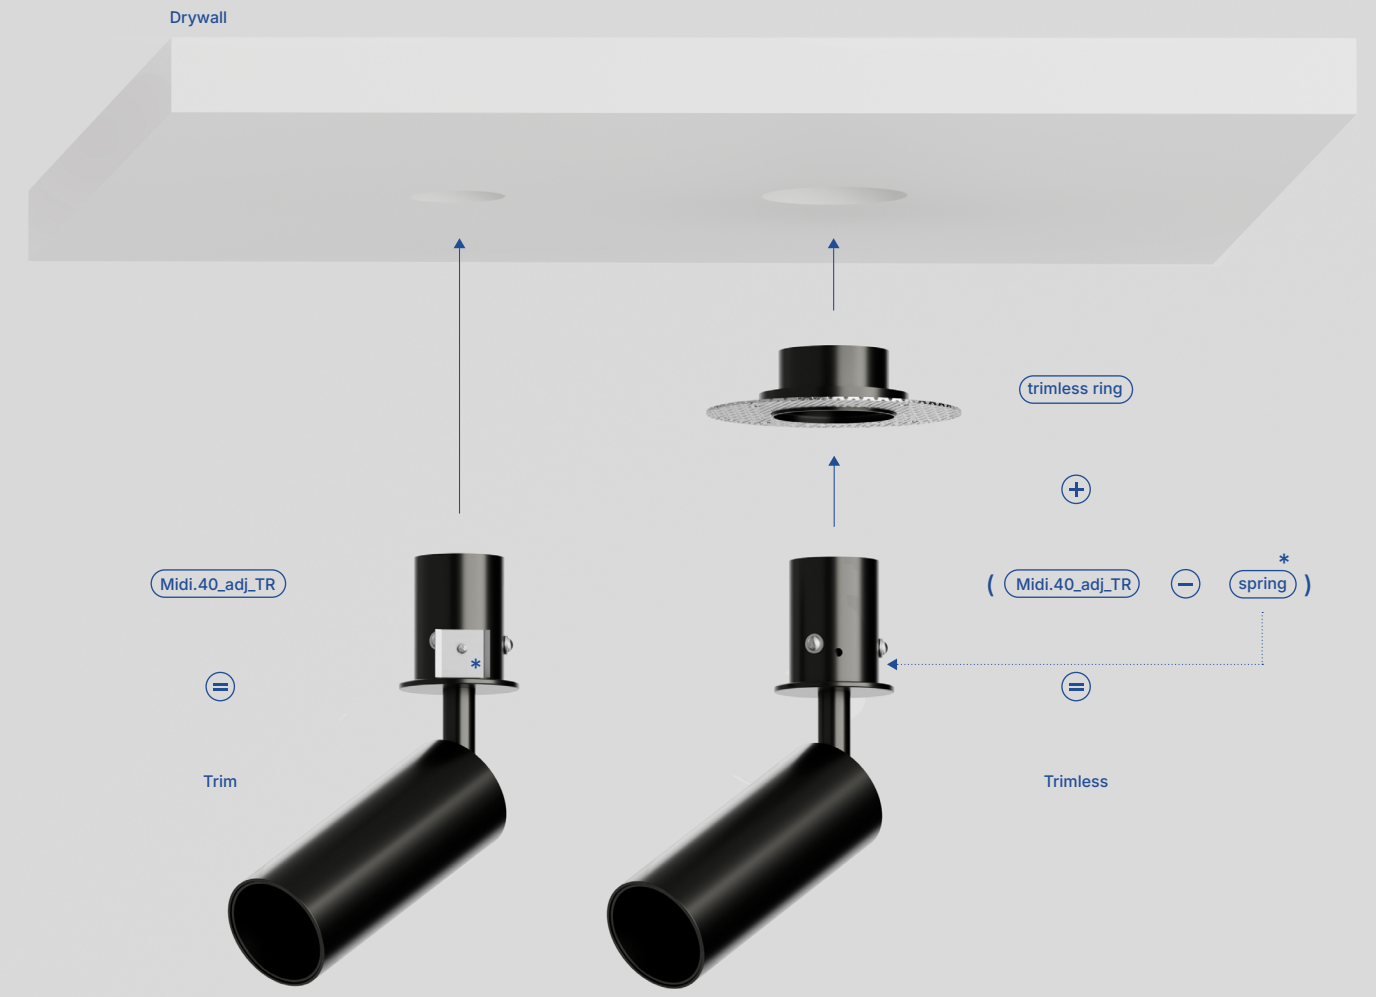 Drywall
trimless ring
+
*
Midi.40_adj_TR
( Midi.40_adj_TR − spring )
*
=
=
Trim
Trimless